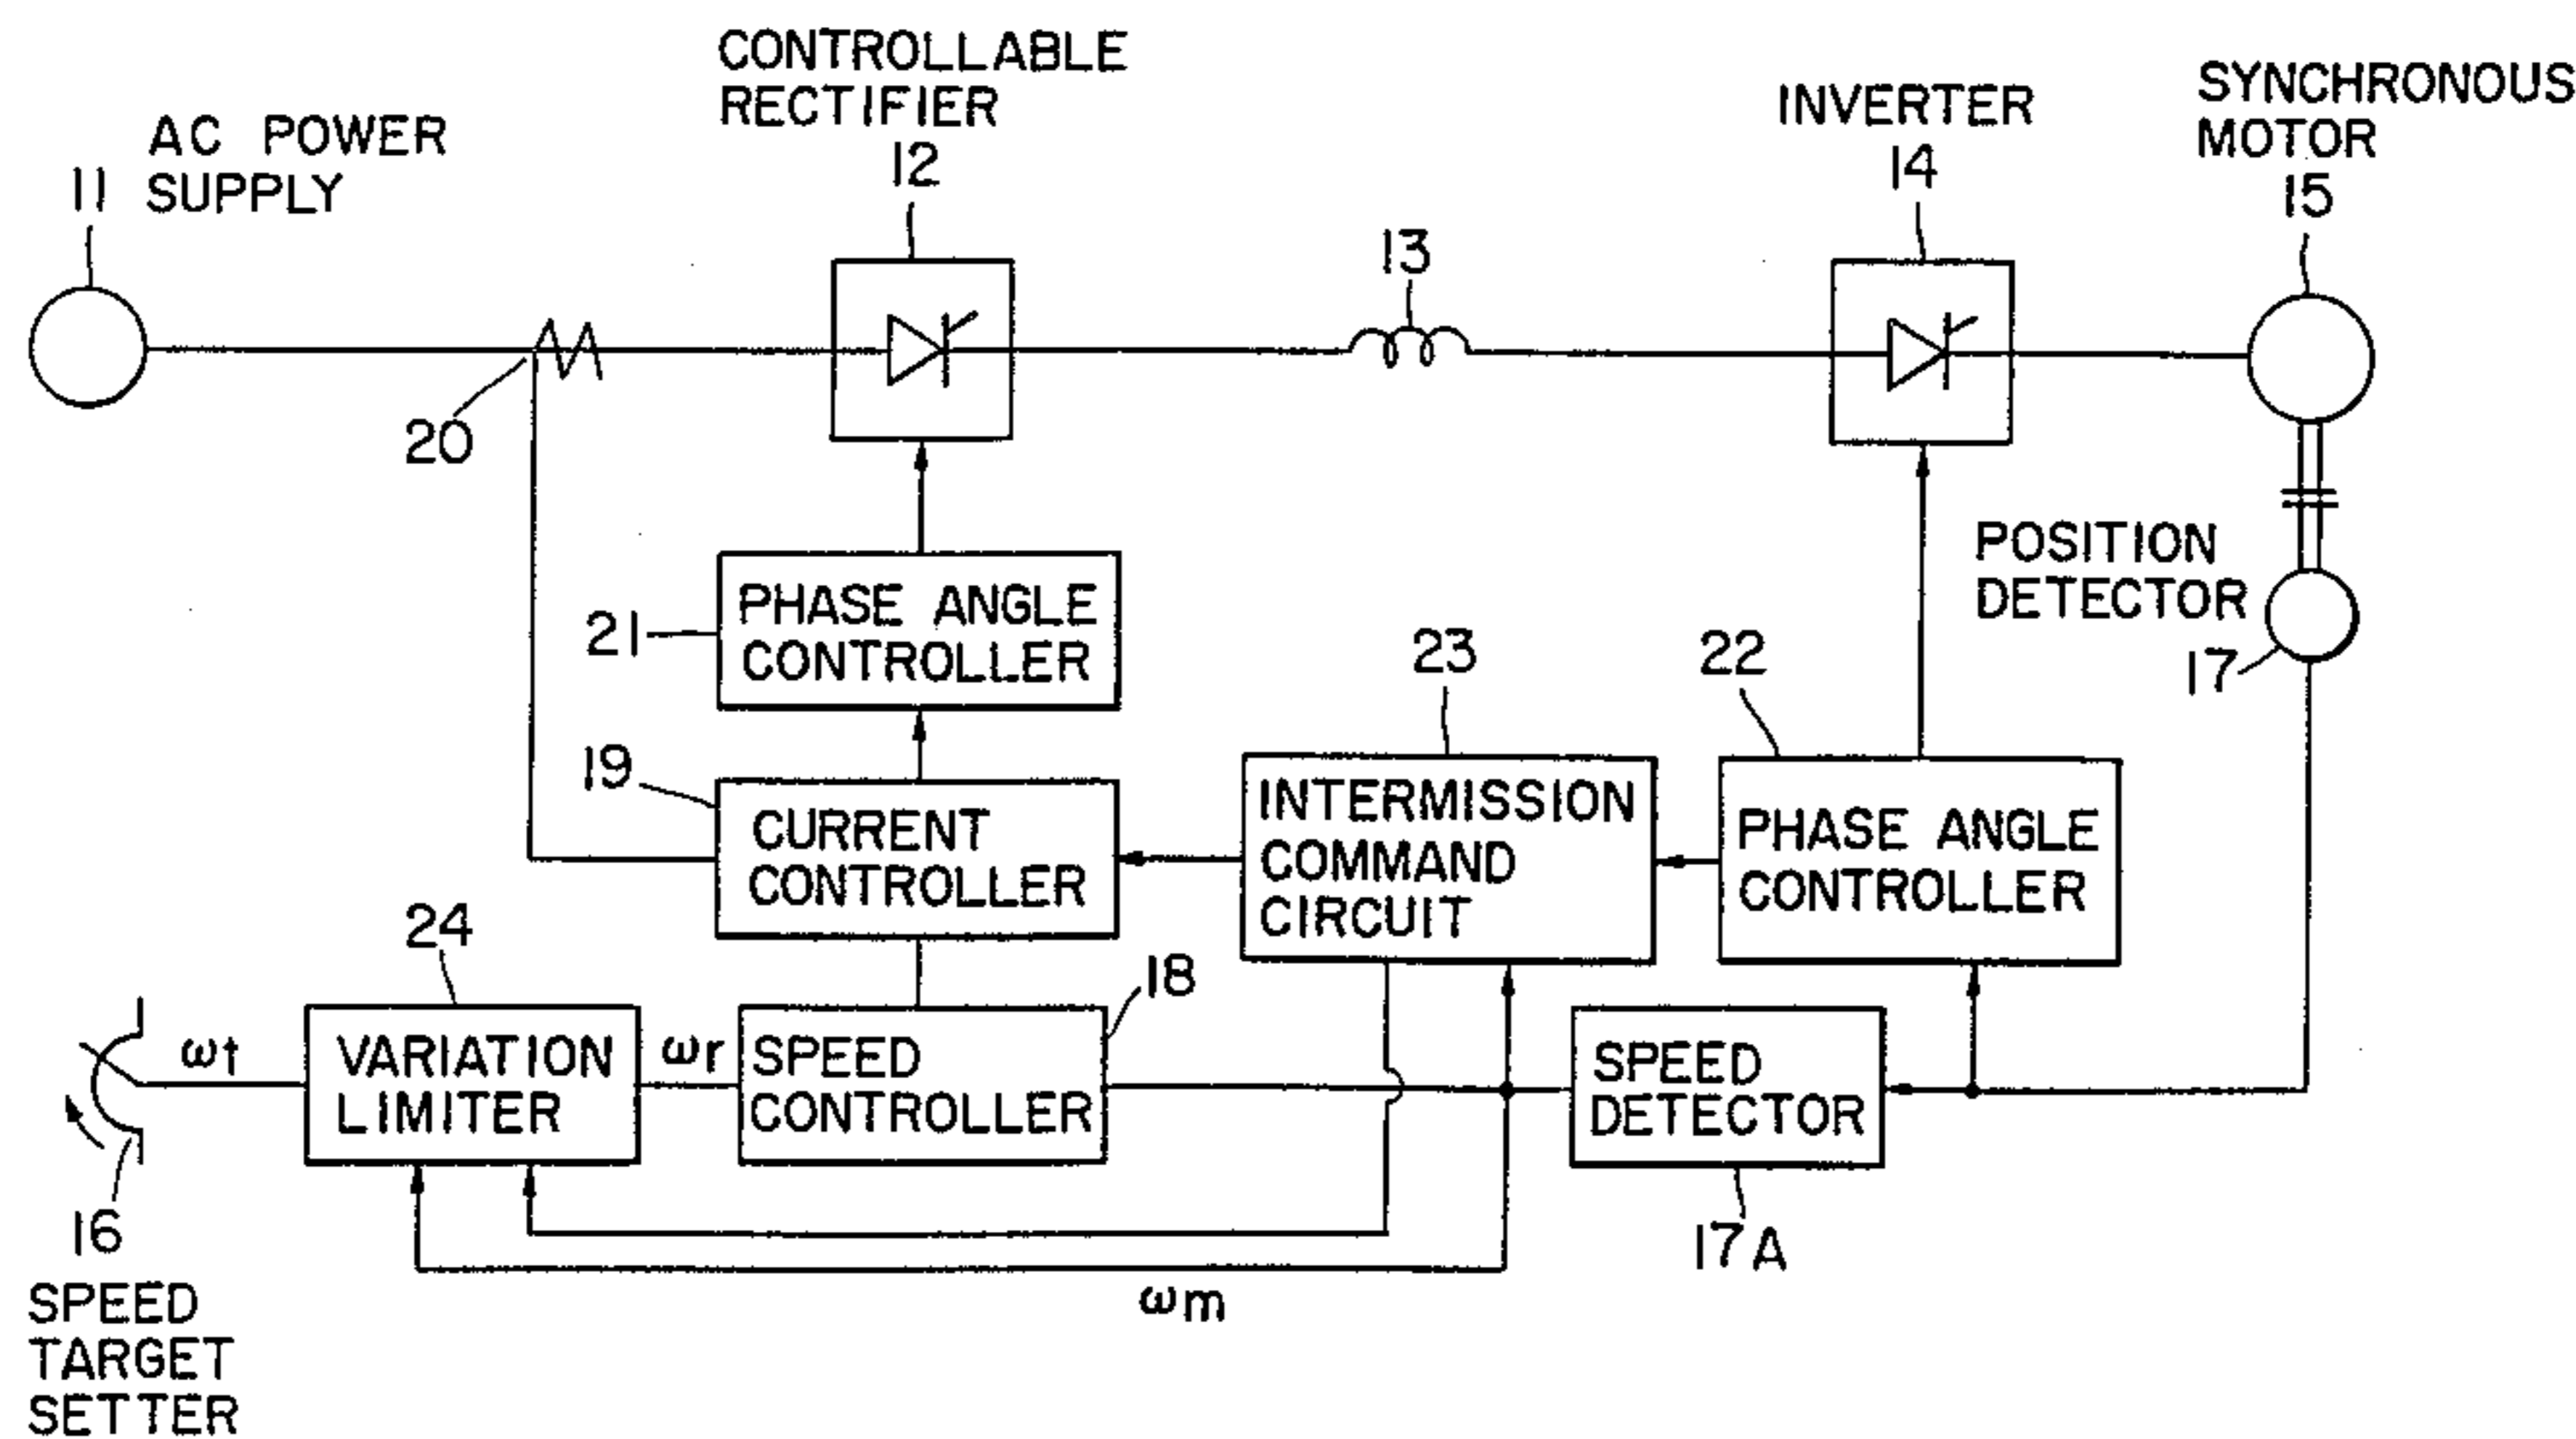 CONTROLLABLE
RECTIFIER
12
AC POWER
SUPPLY
11
INVERTER
14
SYNCHRONOUS
MOTOR
15
13
20
POSITION
DETECTOR
17
PHASE ANGLE
CONTROLLER
21
23
22
19
CURRENT
CONTROLLER
INTERMISSION
COMMAND
CIRCUIT
PHASE ANGLE
CONTROLLER
24
18
ωt
VARIATION
LIMITER
ωr
SPEED
CONTROLLER
SPEED
DETECTOR
17A
16
SPEED
TARGET
SETTER
ωm